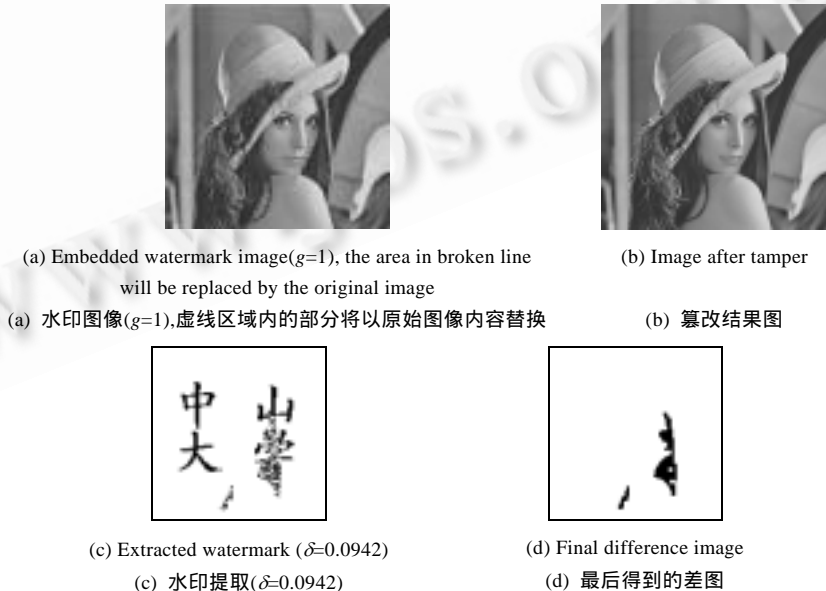 (a) Embedded watermark image(g=1), the area in broken line
will be replaced by the original image
(a) 水印图像(g=1),虚线区域内的部分将以原始图像内容替换
(b) Image after tamper
(b) 篡改结果图
中 山
大
(c) Extracted watermark (δ=0.0942)
(c) 水印提取(δ=0.0942)
(d) Final difference image
(d) 最后得到的差图